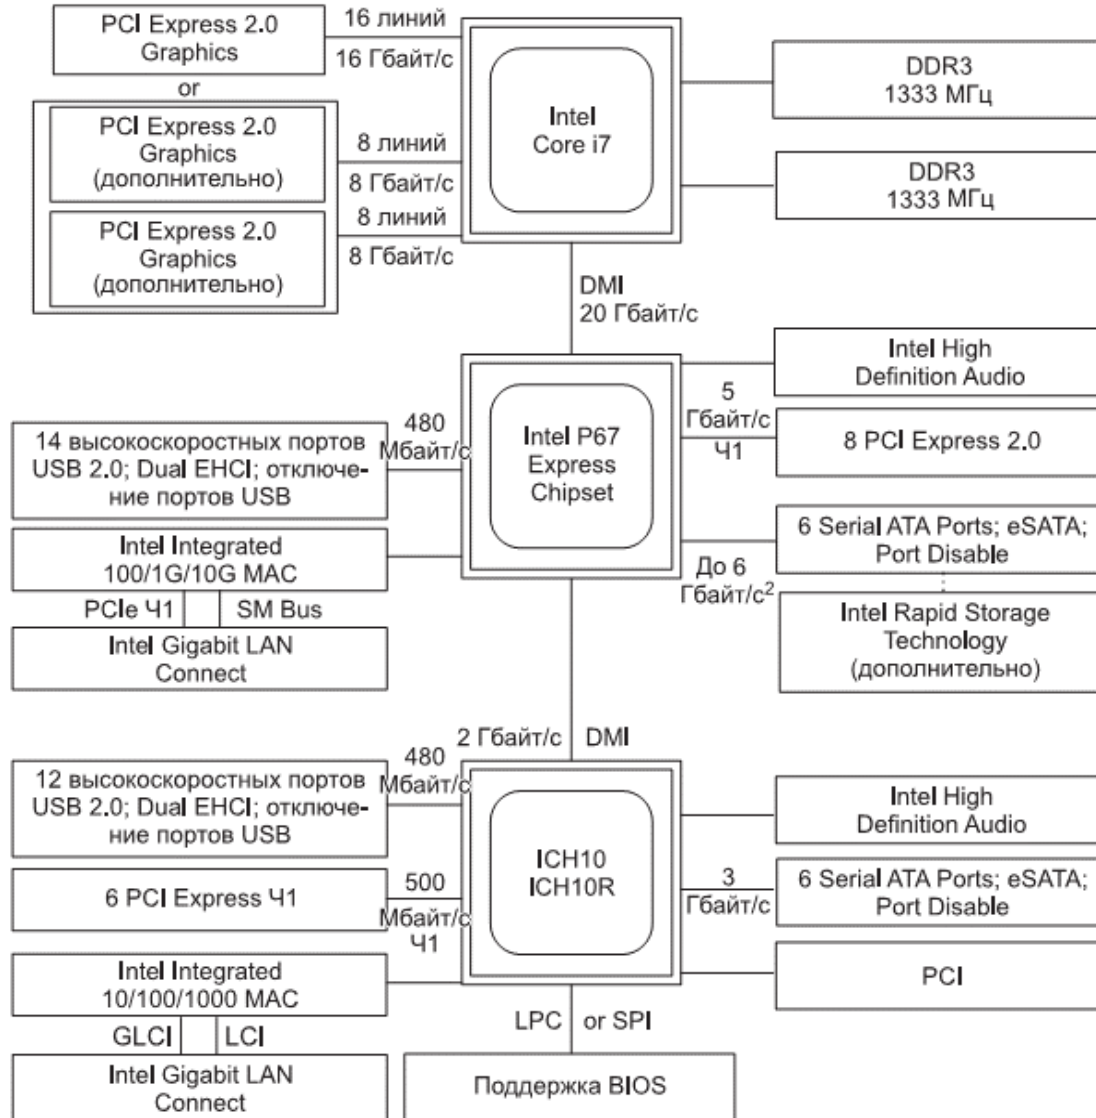 PCI Express 2.0
Graphics
16 линий
16 Гбайт/с
or
PCI Express 2.0
Graphics
(дополнительно)
8 линий
8 Гбайт/с
PCI Express 2.0
Graphics
(дополнительно)
8 линий
8 Гбайт/с
Intel
Core i7
DDR3
1333 МГц
DDR3
1333 МГц
DMI
20 Гбайт/с
Intel P67
Express
Chipset
Intel High
Definition Audio
5
Гбайт/с
Ч1
8 PCI Express 2.0
6 Serial ATA Ports; eSATA;
Port Disable
До 6
Гбайт/с2
Intel Rapid Storage
Technology
(дополнительно)
14 высокоскоростных портов
USB 2.0; Dual EHCI; отключе-
ние портов USB
480
Мбайт/с
Intel Integrated
100/1G/10G MAC
PCIe Ч1
SM Bus
Intel Gigabit LAN
Connect
2 Гбайт/с
DMI
12 высокоскоростных портов
USB 2.0; Dual EHCI; отключе-
ние портов USB
480
Мбайт/с
ICH10
ICH10R
Intel High
Definition Audio
6 PCI Express Ч1
500
Мбайт/с
Ч1
3
Гбайт/с
6 Serial ATA Ports; eSATA;
Port Disable
Intel Integrated
10/100/1000 MAC
PCI
GLCI
LCI
Intel Gigabit LAN
Connect
LPC
or SPI
Поддержка BIOS